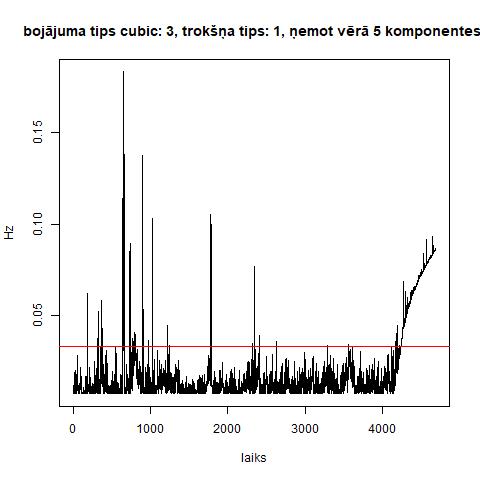 bojājuma tips cubic: 3, trokšņa tips: 1, ņemot vērā 5 komponentes
Hz
0.15
0.10
0.05
0
1000
2000
3000
4000
laiks